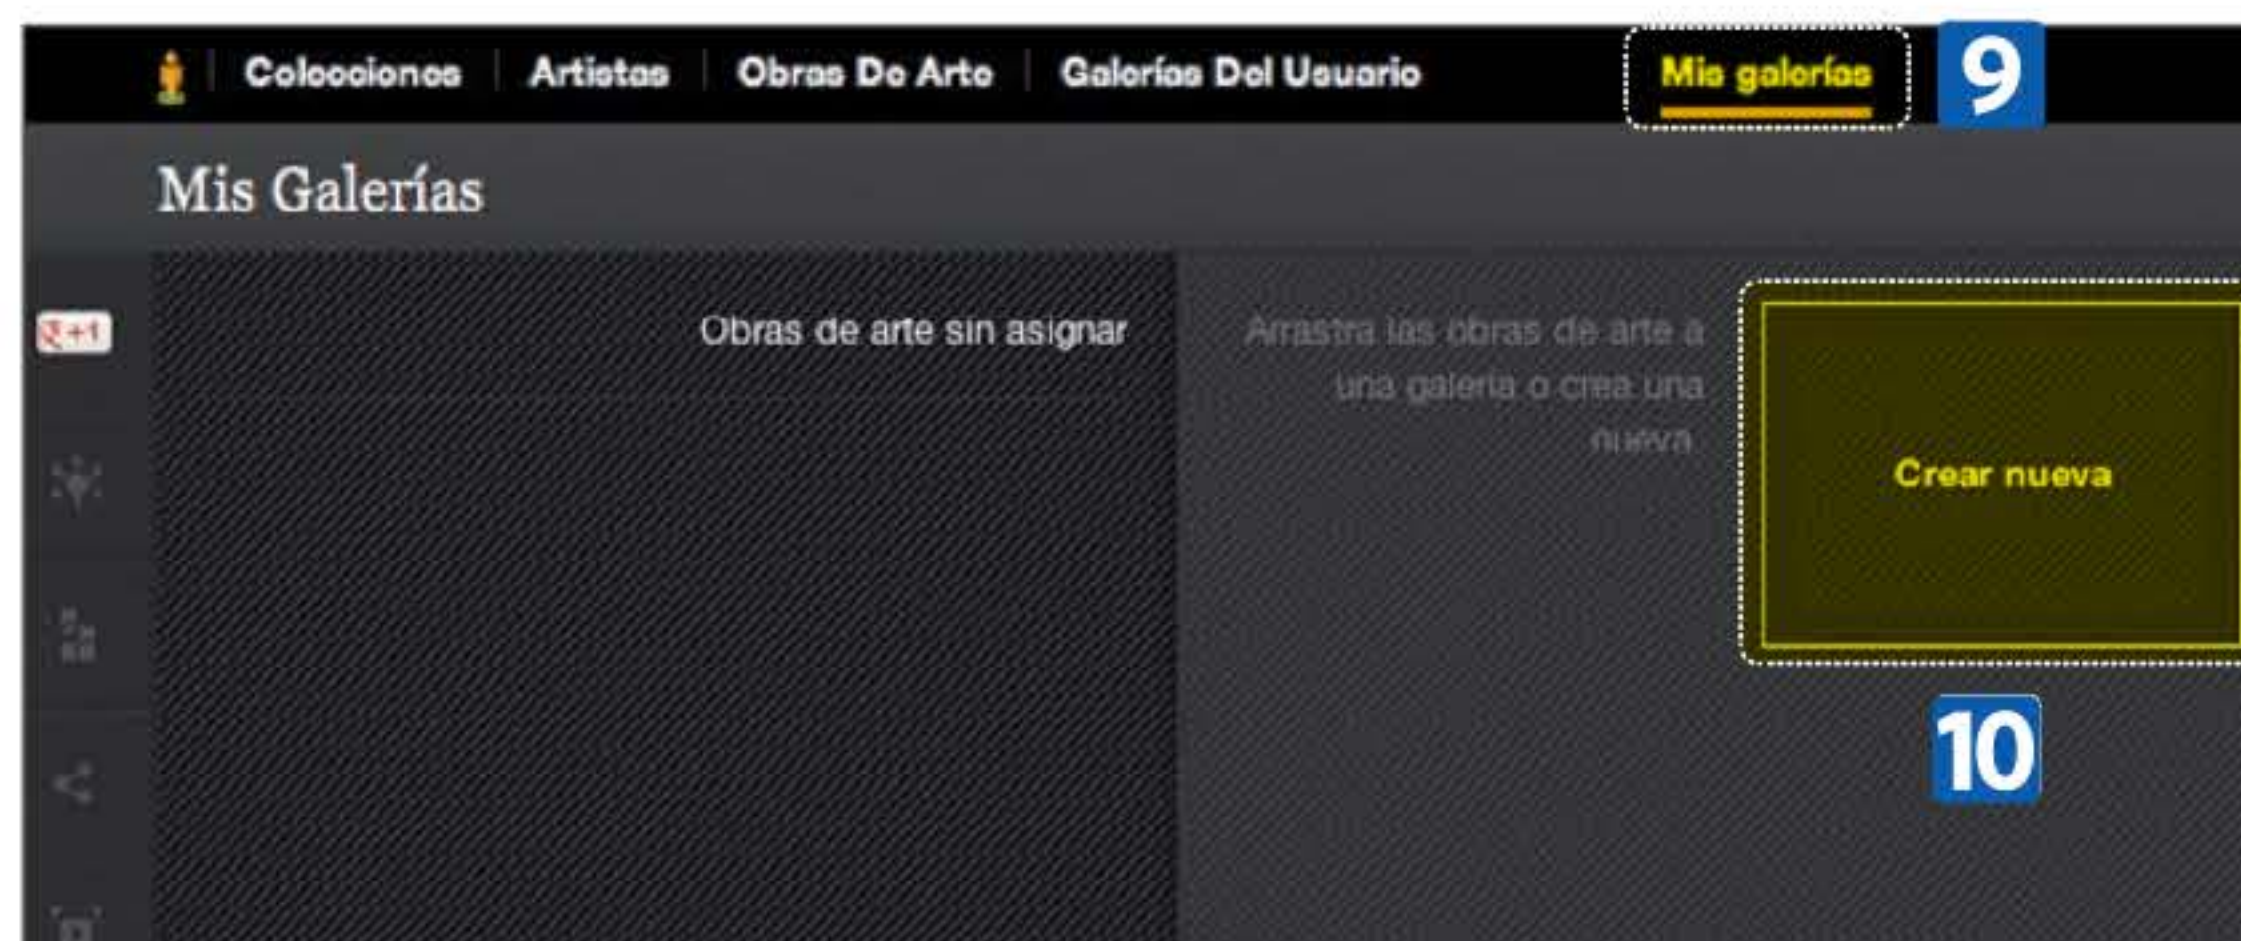 Colecciones
Artistas
Obras De Arte
Galerías Del Usuario
Mis galerías
9
Mis Galerías
+1
Obras de arte sin asignar
Arrastra las obras de arte a
una galería o crea una
nueva.
Crear nueva
10